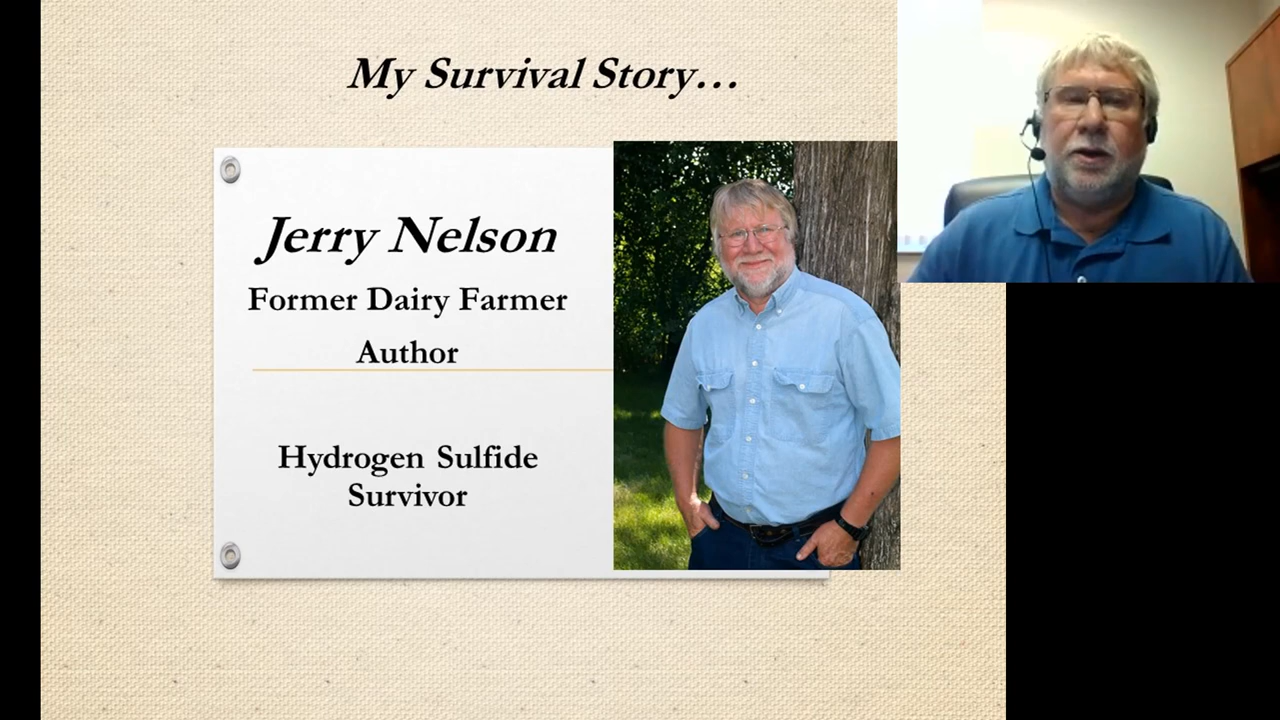 My Survival Story…
Jerry Nelson
Former Dairy Farmer
Author
Hydrogen Sulfide
Survivor